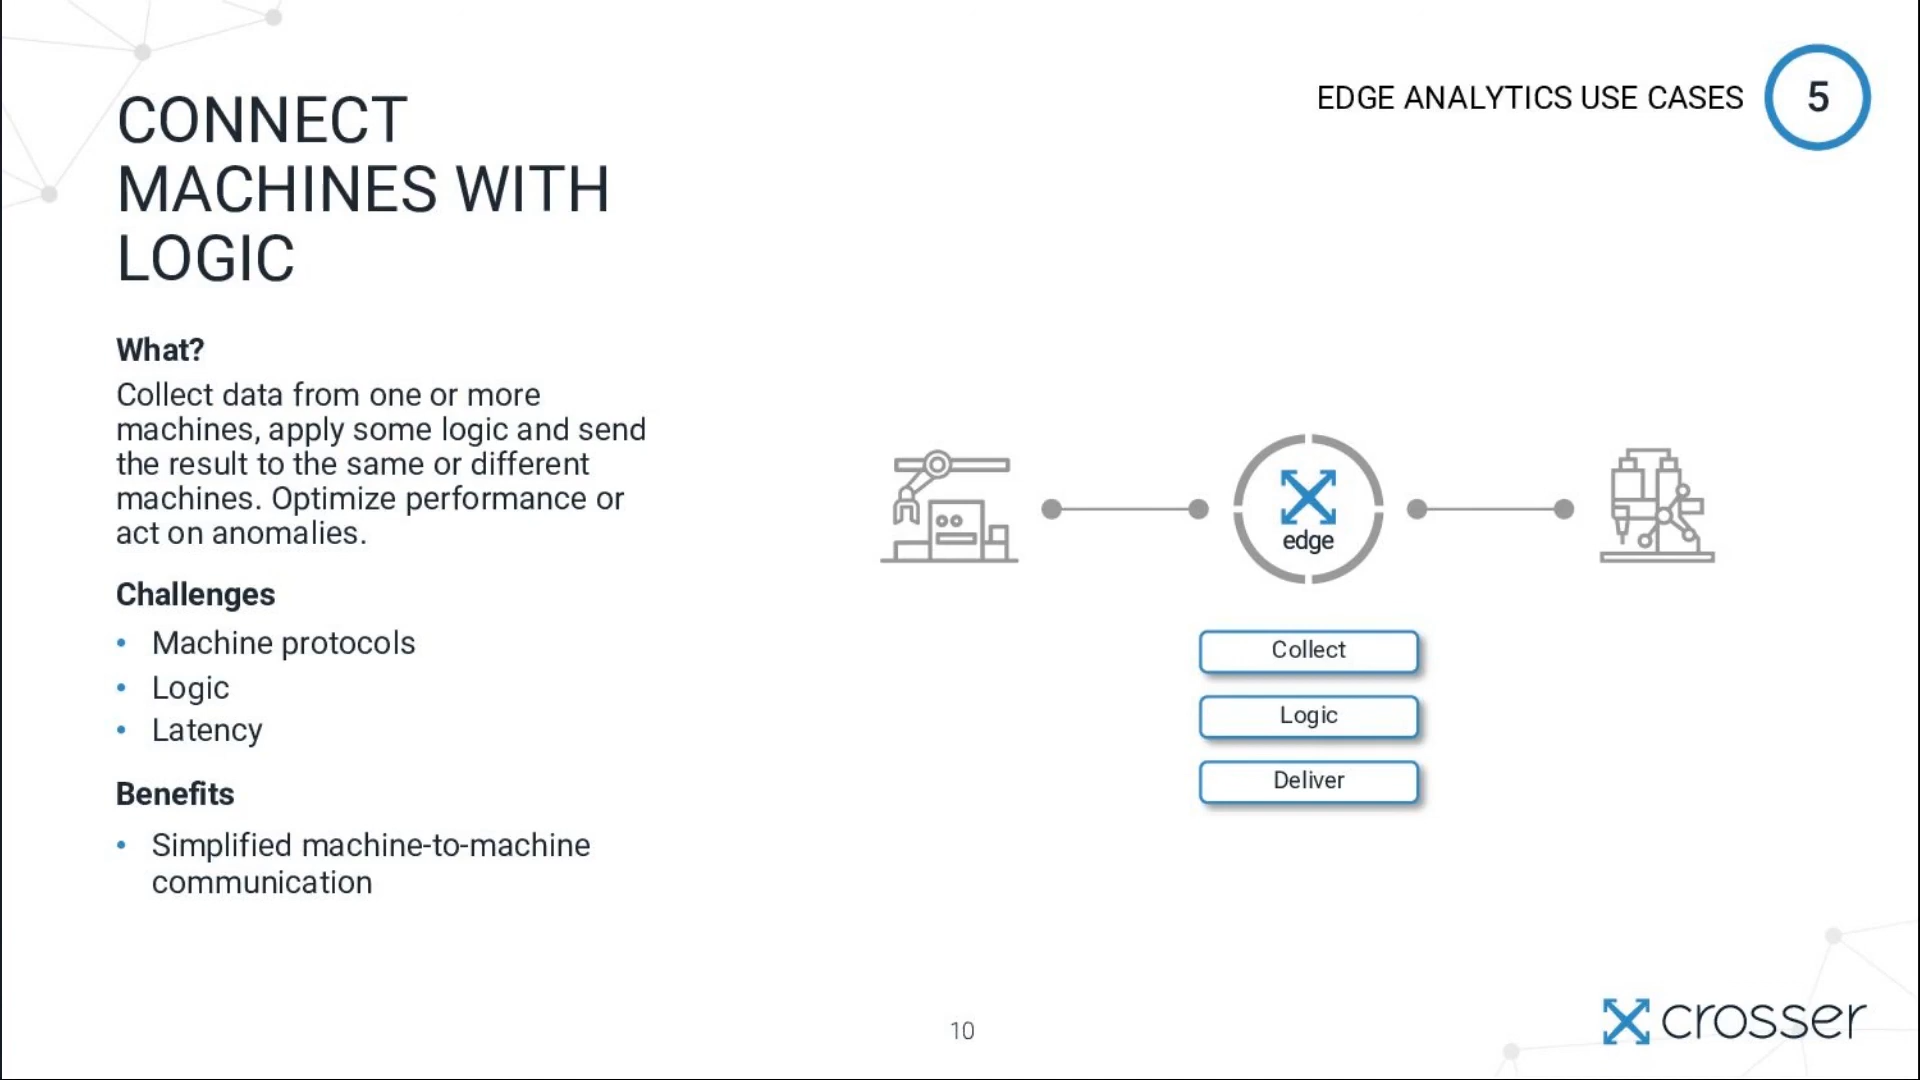 EDGE ANALYTICS USE CASES
5
CONNECT
MACHINES WITH
LOGIC
What?
Collect data from one or more
machines, apply some logic and send
the result to the same or different
machines. Optimize performance or
act on anomalies.
Challenges
• Machine protocols
• Logic
• Latency
Benefits
• Simplified machine-to-machine
communication
edge
Collect
Logic
Deliver
10
crosser